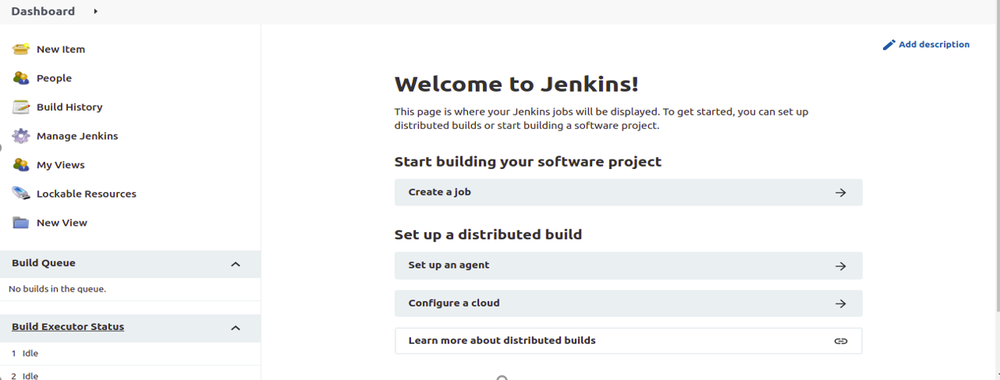 Dashboard
New Item
People
Build History
Manage Jenkins
My Views
Lockable Resources
New View
Build Queue
No builds in the queue.
Build Executor Status
1 Idle
2 Idle
Add description
Welcome to Jenkins!
This page is where your Jenkins jobs will be displayed. To get started, you can set up
distributed builds or start building a software project.
Start building your software project
Create a job
Set up a distributed build
Set up an agent
Configure a cloud
Learn more about distributed builds